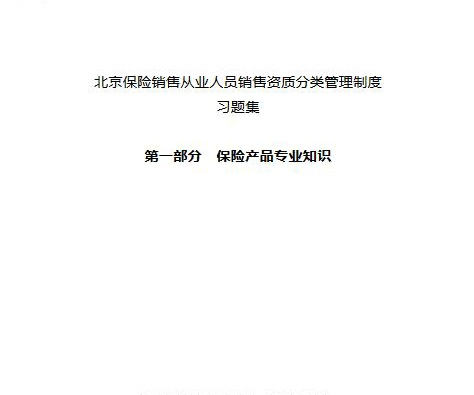 北京保险销售从业人员销售资质分类管理制度
习题集
第一部分 保险产品专业知识